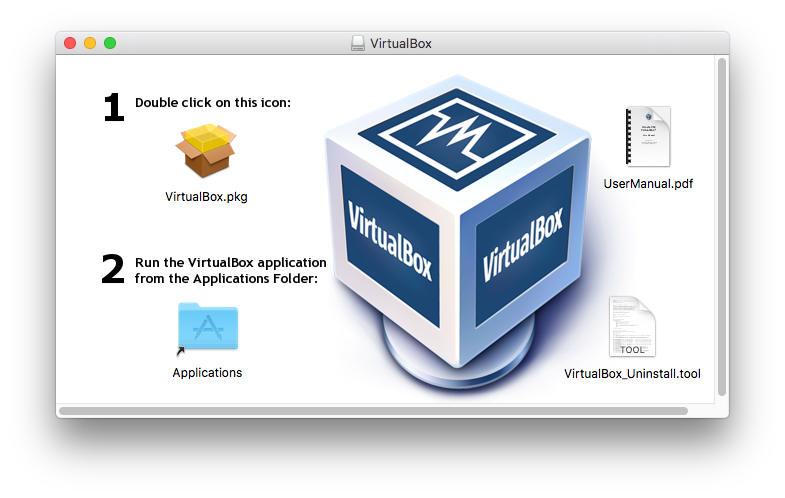 VirtualBox
1 Double click on this icon:
VirtualBox.pkg
2 Run the VirtualBox application
from the Applications Folder:
Applications
VirtualBox
VirtualBox
UserManual.pdf
TOOL
VirtualBox_Uninstall.tool